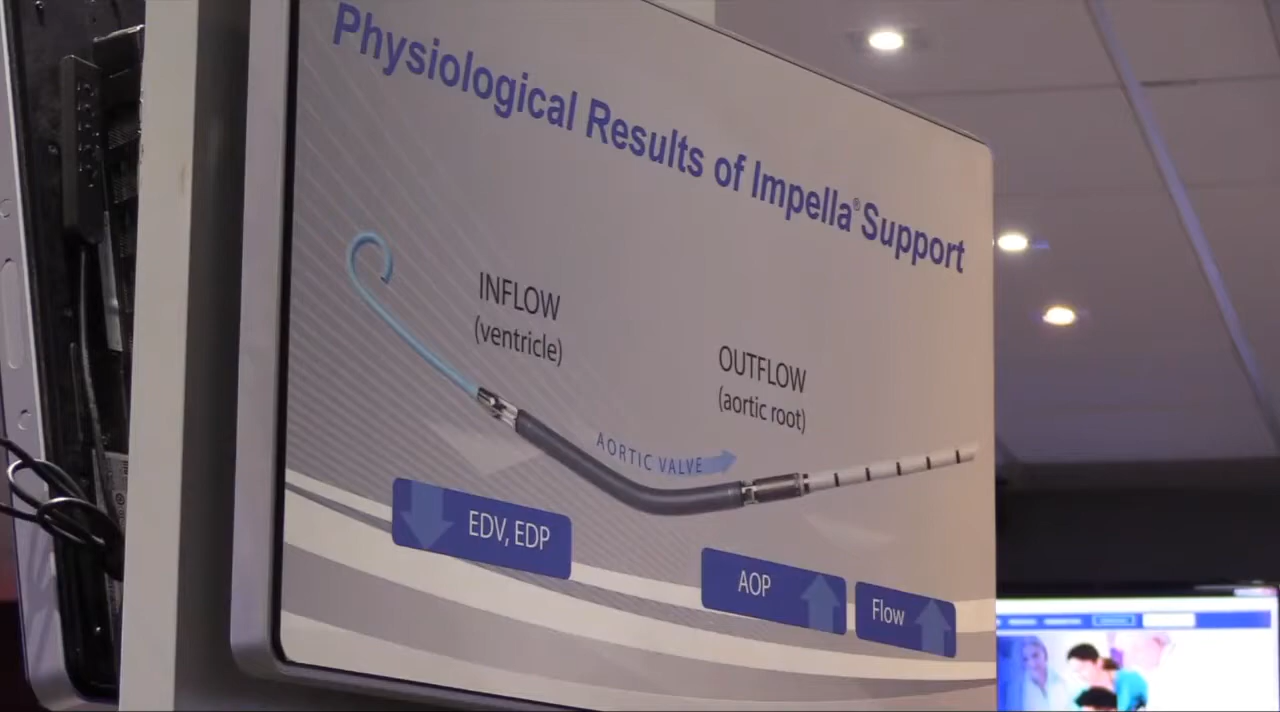 Physiological Results of Impella® Support
INFLOW
(ventricle)
OUTFLOW
(aortic root)
AORTIC VALVE
EDV, EDP
AOP
Flow